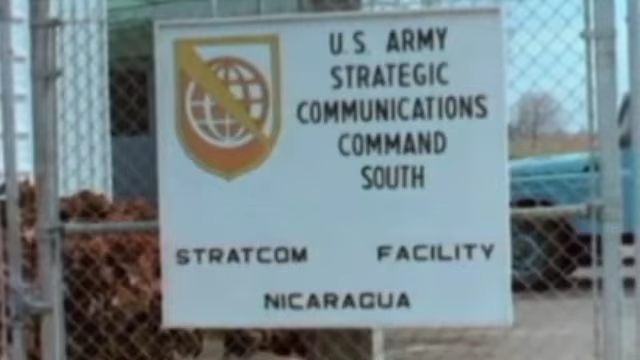 U.S. ARMY
STRATEGIC
COMMUNICATIONS
COMMAND
SOUTH
STRATCOM FACILITY
NICARAGUA